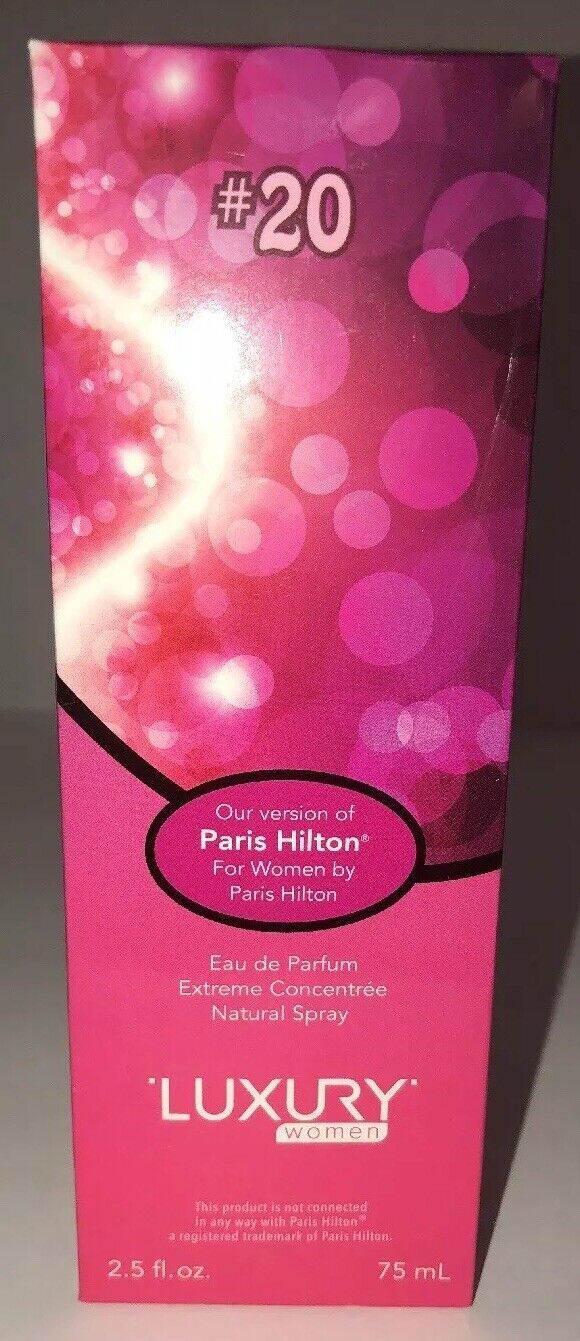 #20
Our version of
Paris Hilton®
For Women by
Paris Hilton
Eau de Parfum
Extreme Concentrée
Natural Spray
'LUXURY'
women
This product is not connected
in any way with Paris Hilton®
a registered trademark of Paris Hilton.
2.5 fl.oz. 75 mL